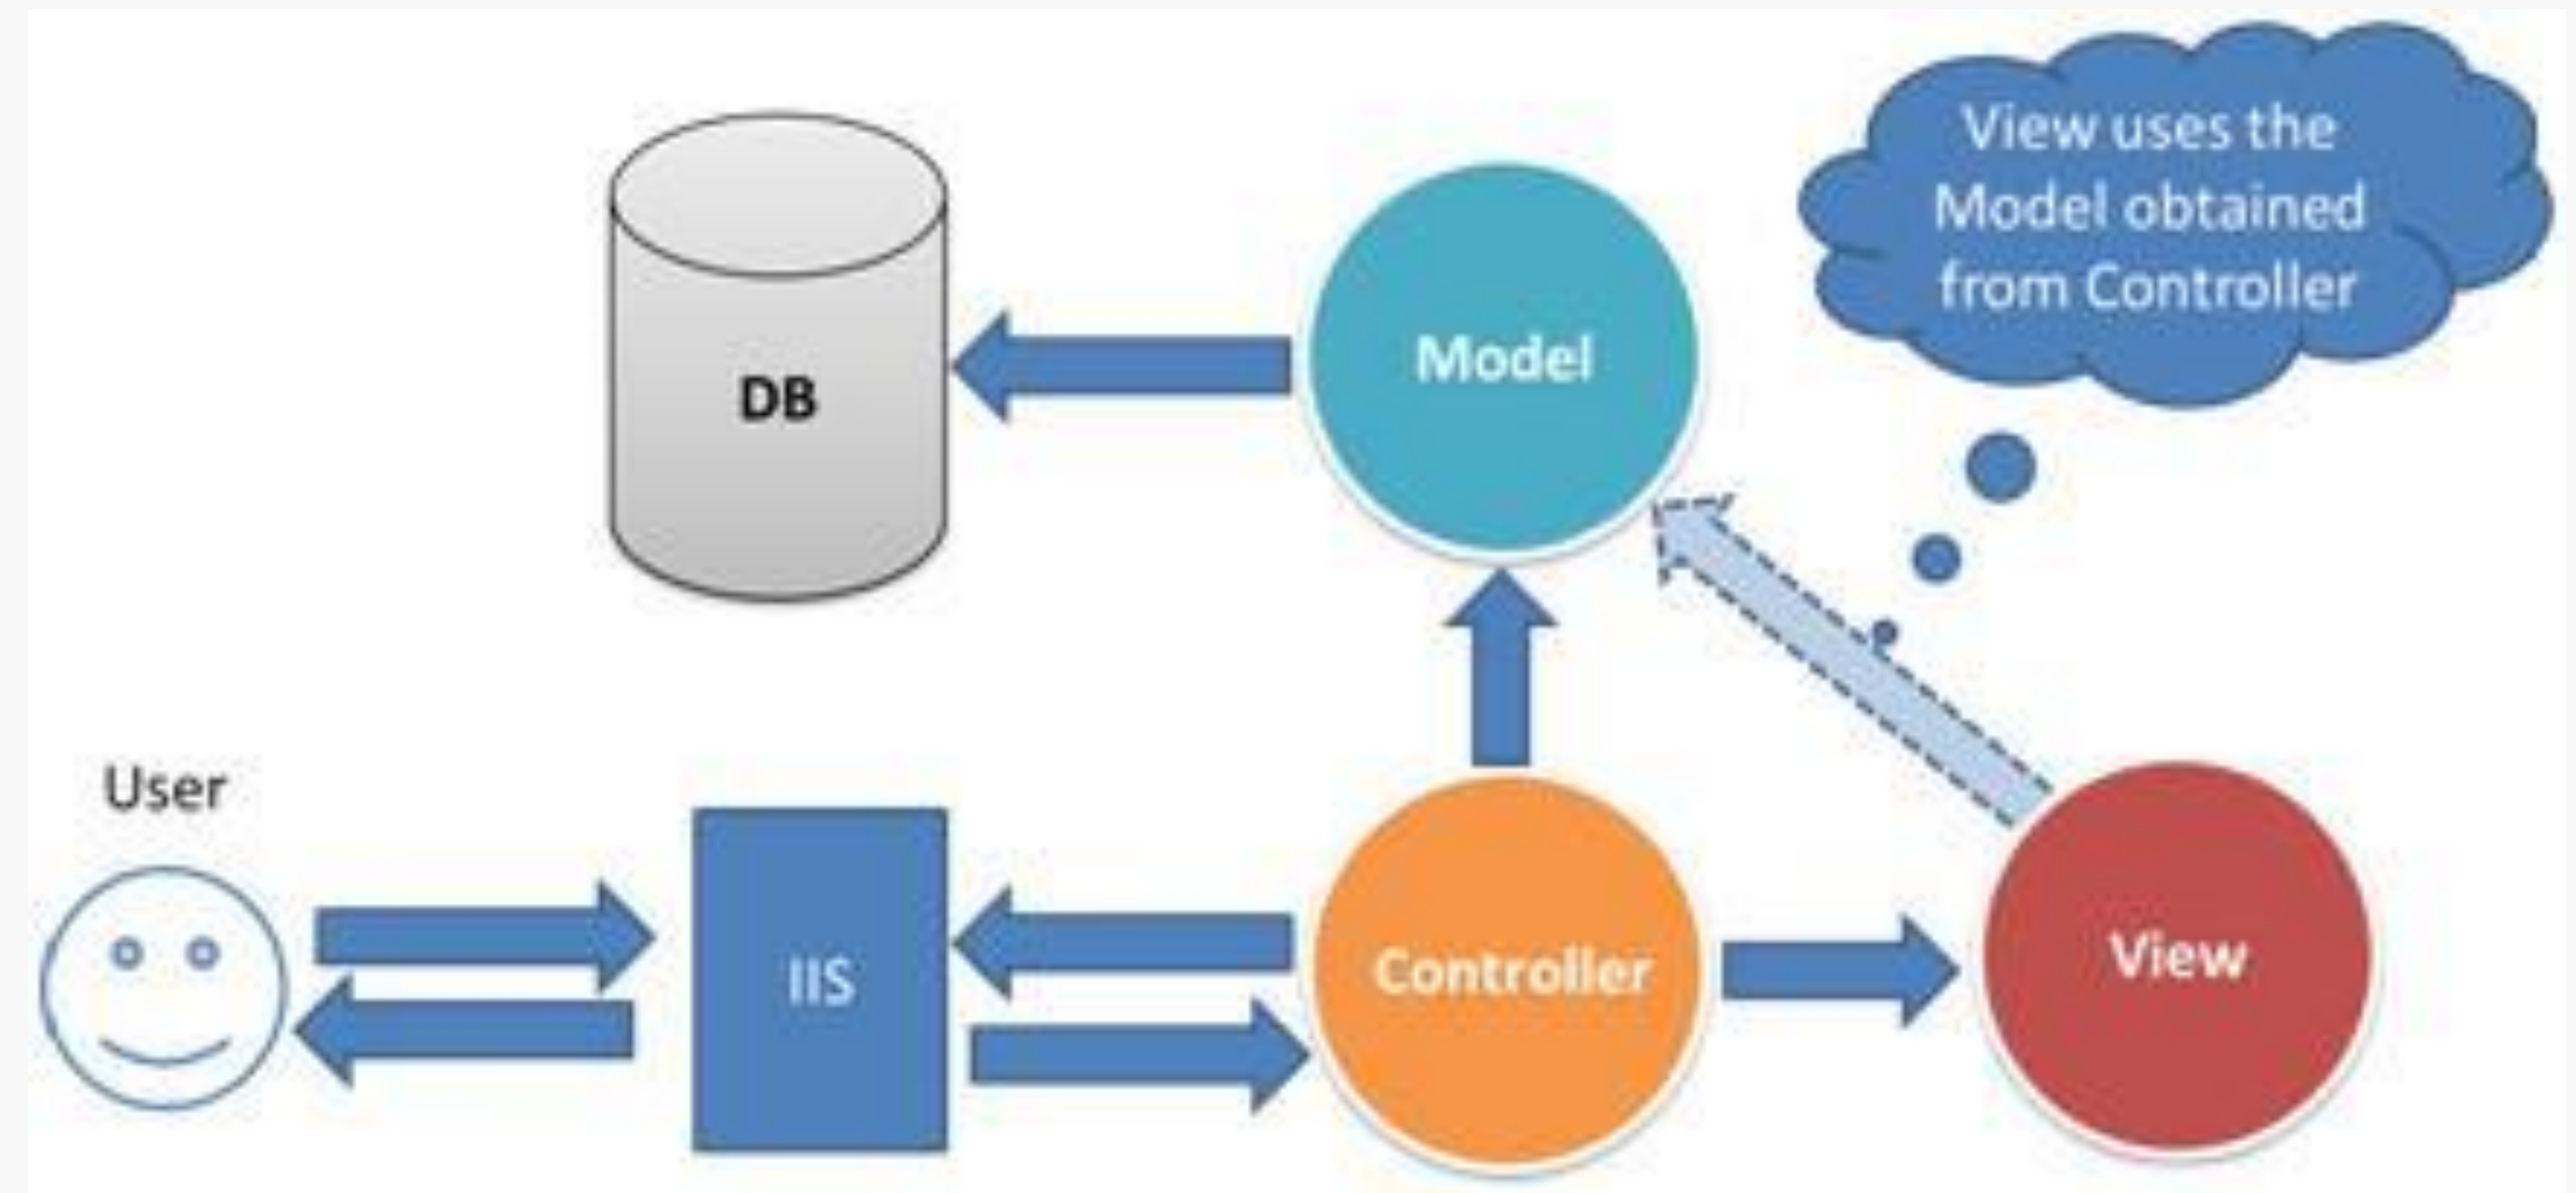 View uses the
Model obtained
from Controller
Model
DB
User
IIS
Controller
View